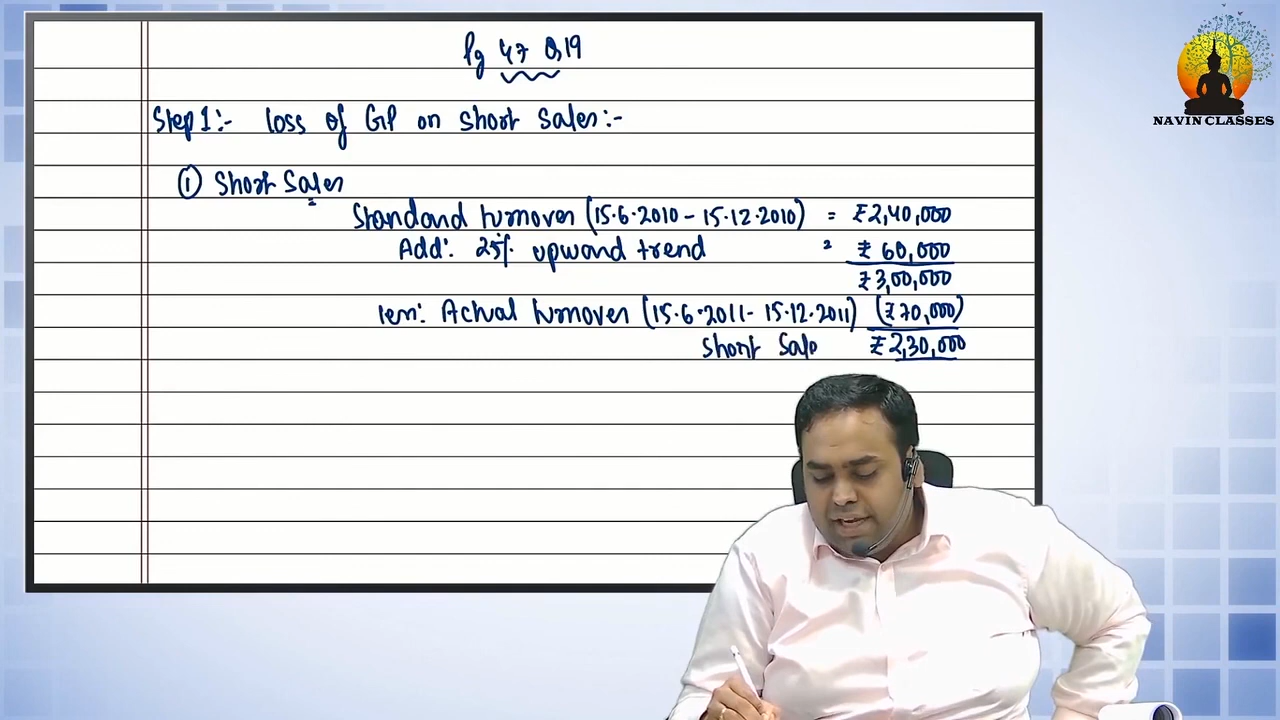 Pg 47 Q.19
NAVIN CLASSES
Step 1:- Loss of GP on Short Sales:-
① Short Sales
Standard turnover (15.6.2010 - 15.12.2010) = ₹2,40,000
Add: 25% upward trend = ₹ 60,000
₹3,00,000
less: Actual turnover (15.6.2011 - 15.12.2011) (₹70,000)
Short Sale ₹2,30,000